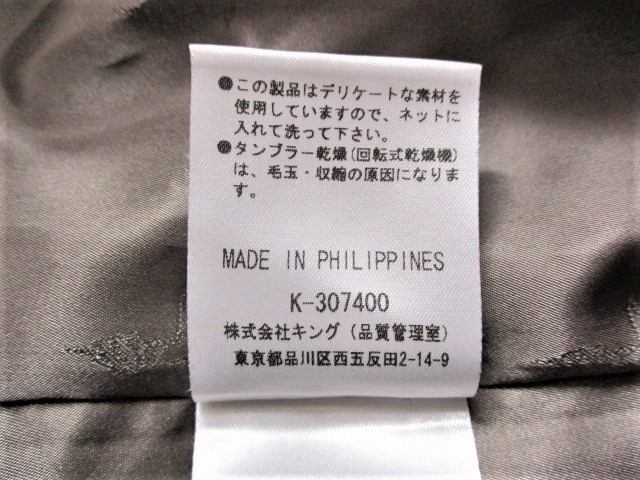 ●この製品はデリケートな素材を
使用していますので、ネットに
入れて洗って下さい。
●タンブラー乾燥(回転式乾燥機)
は、毛玉・収縮の原因になりま
す。
MADE IN PHILIPPINES
K-307400
株式会社キング(品質管理室)
東京都品川区西五反田2-14-9